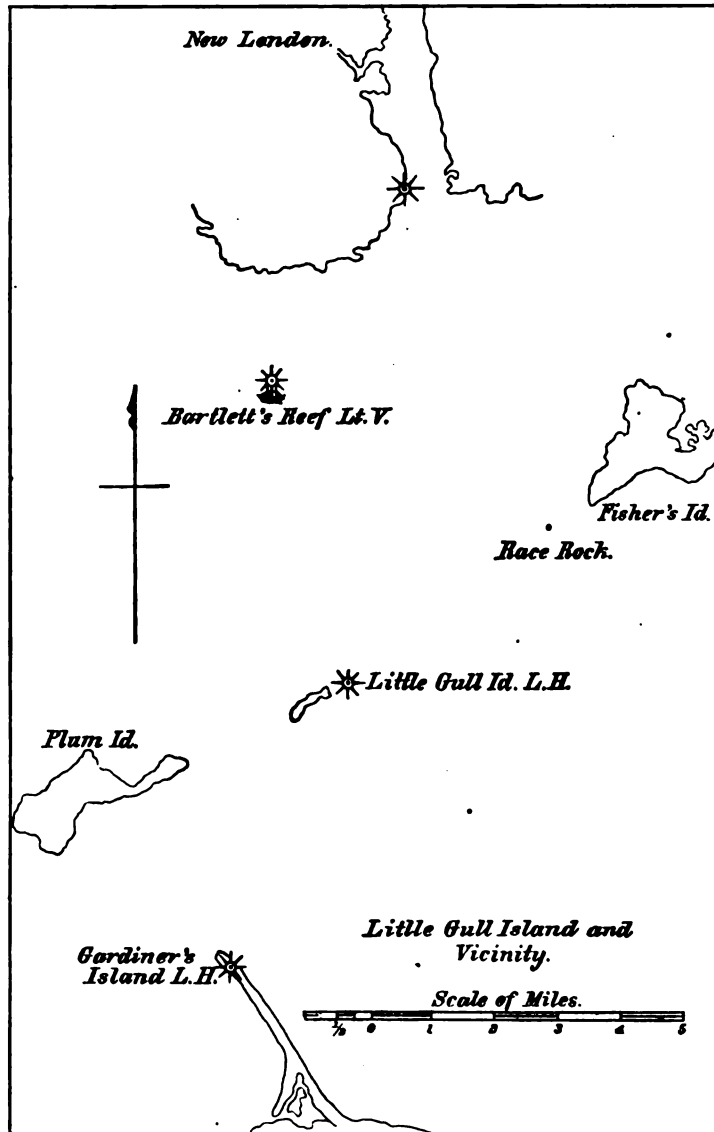 New London.
Bartlett's Reef Lt. V.
Fisher's Id.
Race Rock.
Little Gull Id. L.H.
Plum Id.
Gardiner's
Island L.H.
Little Gull Island and
Vicinity.
Scale of Miles.
½ 0 1 2 3 4 5